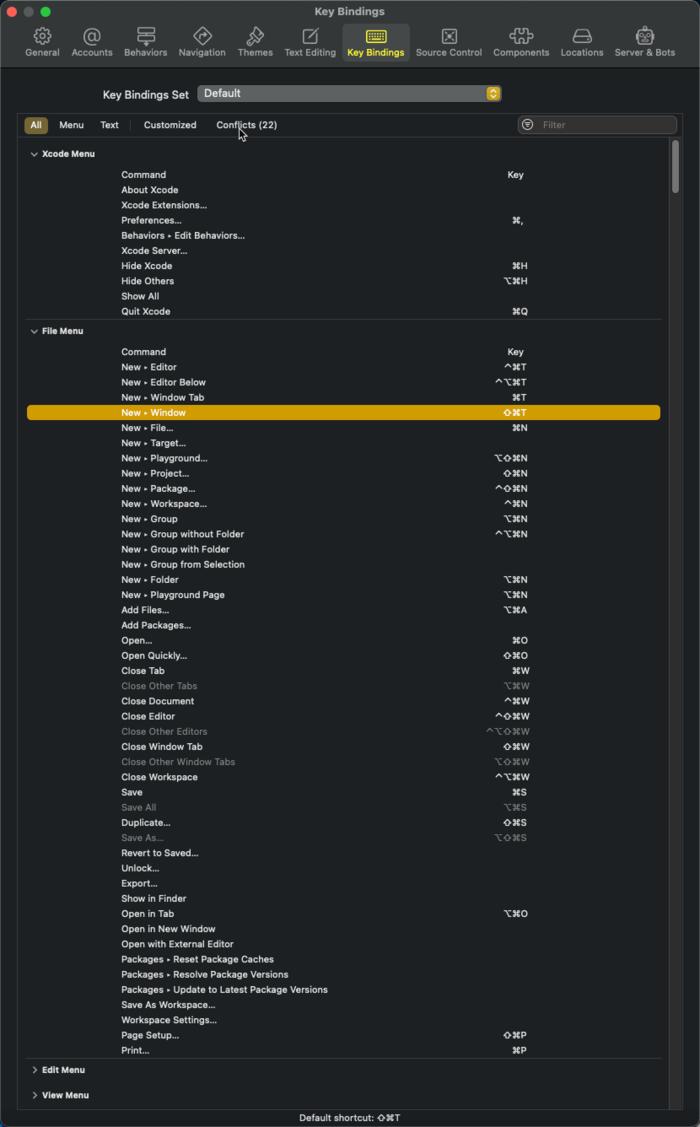 Key Bindings
General Accounts Behaviors Navigation Themes Text Editing Key Bindings Source Control Components Locations Server & Bots
Key Bindings Set Default
All Menu Text Customized Conflicts (22) Filter
Xcode Menu
Command Key
About Xcode
Xcode Extensions...
Preferences... ⌘,
Behaviors ▸ Edit Behaviors...
Xcode Server...
Hide Xcode ⌘H
Hide Others ⌥⌘H
Show All
Quit Xcode ⌘Q
File Menu
Command Key
New ▸ Editor ^⌘T
New ▸ Editor Below ^⌥⌘T
New ▸ Window Tab ⌘T
New ▸ Window ⇧⌘T
New ▸ File... ⌘N
New ▸ Target...
New ▸ Playground... ⌥⇧⌘N
New ▸ Project... ⇧⌘N
New ▸ Package... ^⇧⌘N
New ▸ Workspace... ^⌘N
New ▸ Group ⌥⌘N
New ▸ Group without Folder ^⌥⌘N
New ▸ Group with Folder
New ▸ Group from Selection
New ▸ Folder ⌥⌘N
New ▸ Playground Page ⌥⌘N
Add Files... ⌥⌘A
Add Packages...
Open... ⌘O
Open Quickly... ⇧⌘O
Close Tab ⌘W
Close Other Tabs ⌥⌘W
Close Document ^⌘W
Close Editor ^⇧⌘W
Close Other Editors ^⌥⇧⌘W
Close Window Tab ⇧⌘W
Close Other Window Tabs ⌥⇧⌘W
Close Workspace ^⌥⌘W
Save ⌘S
Save All ⌥⌘S
Duplicate... ⇧⌘S
Save As... ⌥⇧⌘S
Revert to Saved...
Unlock...
Export...
Show in Finder
Open in Tab ⌥⌘O
Open in New Window
Open with External Editor
Packages ▸ Reset Package Caches
Packages ▸ Resolve Package Versions
Packages ▸ Update to Latest Package Versions
Save As Workspace...
Workspace Settings...
Page Setup... ⇧⌘P
Print... ⌘P
Edit Menu
View Menu
Default shortcut: ⇧⌘T